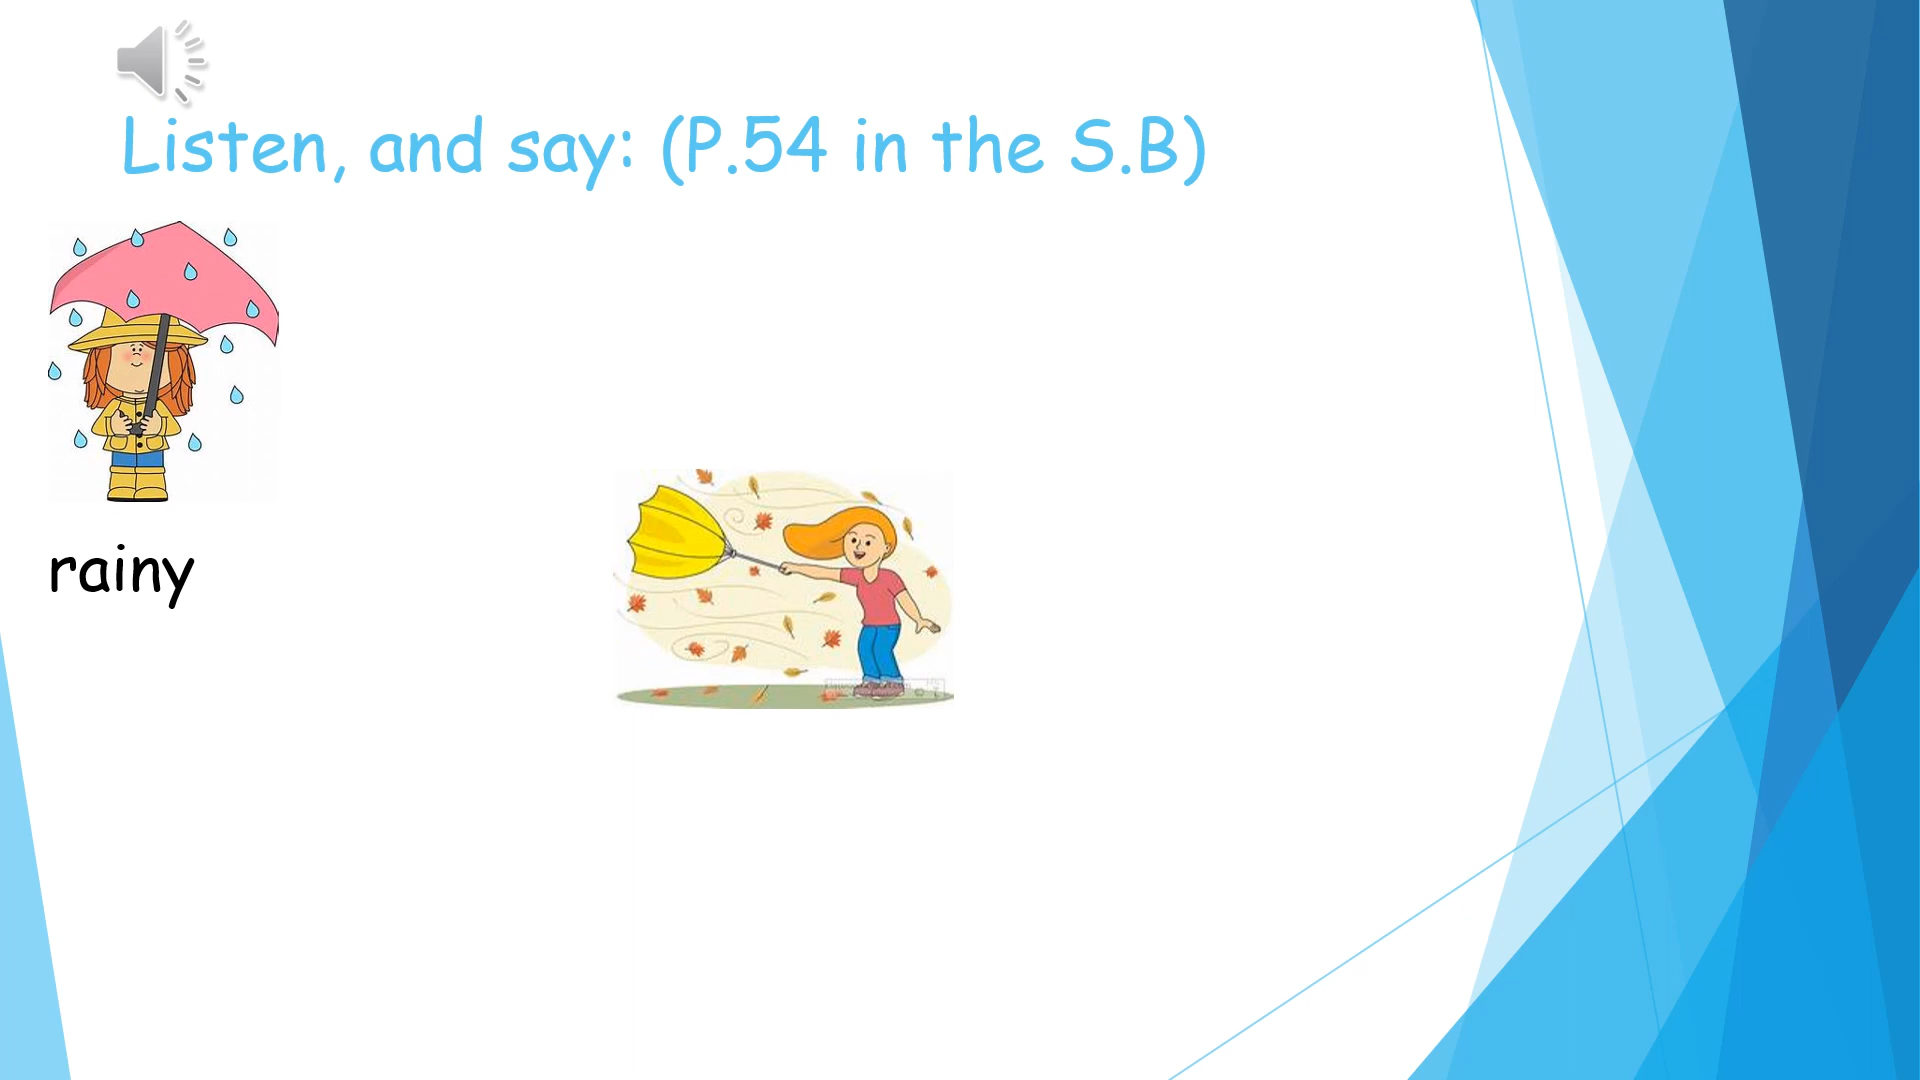 Listen, and say: (P.54 in the S.B)
rainy